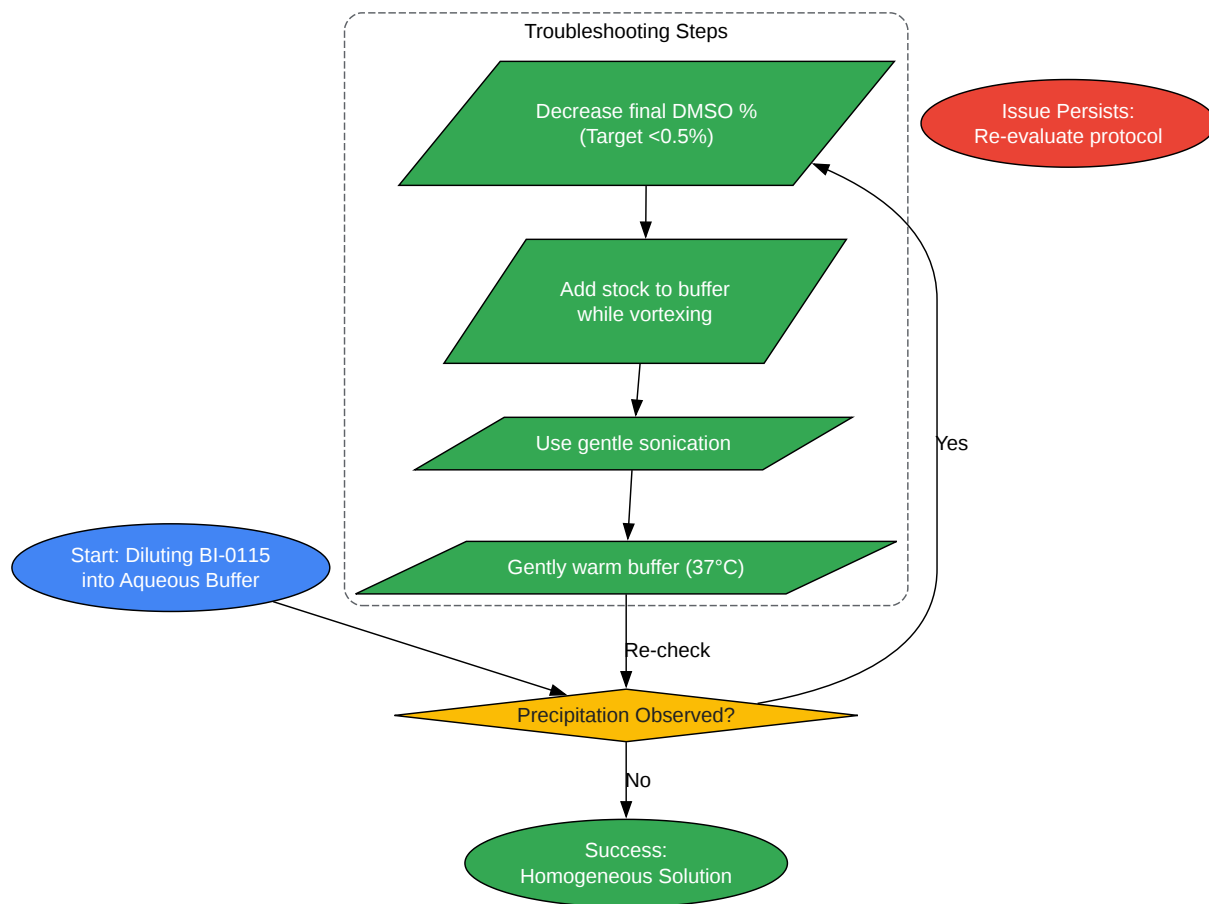 Troubleshooting Steps
Decrease final DMSO %
(Target <0.5%)
Issue Persists:
Re-evaluate protocol
Add stock to buffer
while vortexing
Use gentle sonication
Yes
Start: Diluting BI-0115
into Aqueous Buffer
Gently warm buffer (37°C)
Re-check
Precipitation Observed?
No
Success:
Homogeneous Solution